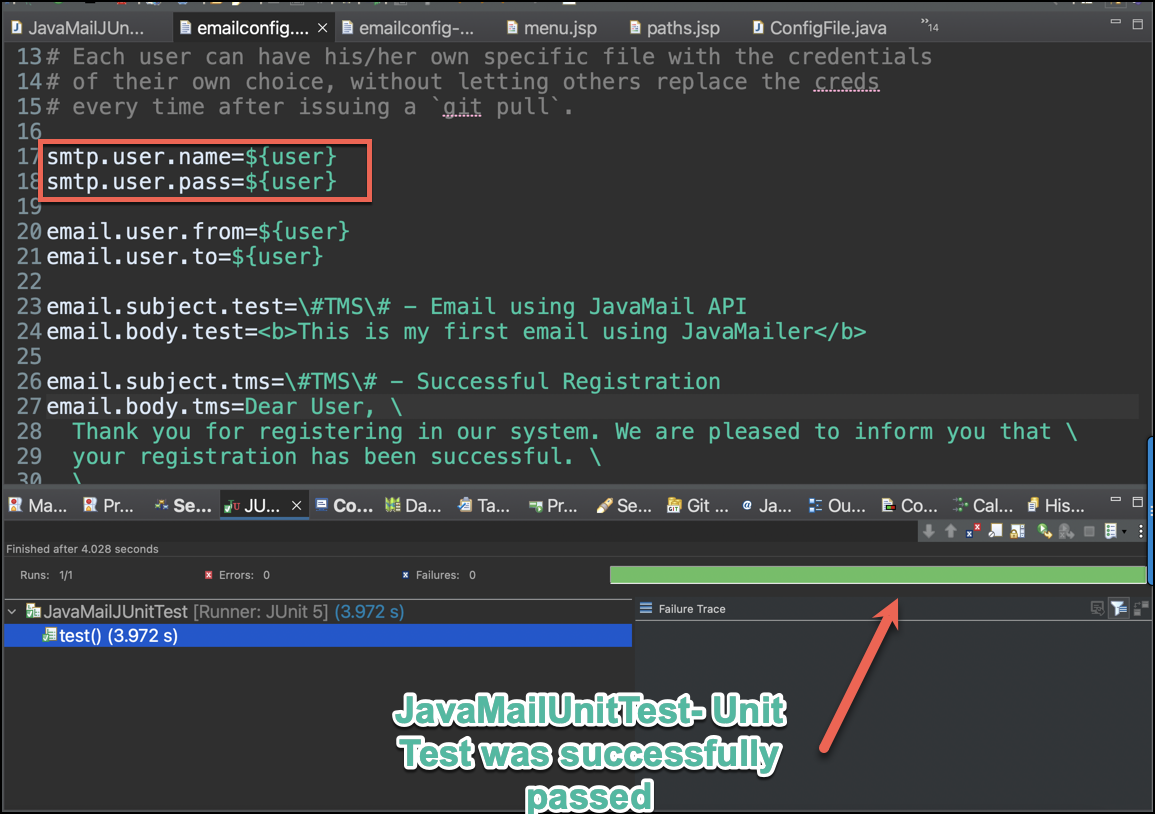 JavaMailJUn...
emailconfig....
emailconfig-...
menu.jsp
paths.jsp
ConfigFile.java
»14
13 # Each user can have his/her own specific file with the credentials
14 # of their own choice, without letting others replace the creds
15 # every time after issuing a `git pull`.
16
17 smtp.user.name=${user}
18 smtp.user.pass=${user}
19
20 email.user.from=${user}
21 email.user.to=${user}
22
23 email.subject.test=\#TMS\# - Email using JavaMail API
24 email.body.test=<b>This is my first email using JavaMailer</b>
25
26 email.subject.tms=\#TMS\# - Successful Registration
27 email.body.tms=Dear User, \
28 Thank you for registering in our system. We are pleased to inform you that \
29 your registration has been successful. \
30 \
Ma...
Pr...
Se...
JU...
Co...
Da...
Ta...
Pr...
Se...
Git ...
Ja...
Ou...
Co...
Cal...
His...
Finished after 4.028 seconds
Runs: 1/1
Errors: 0
Failures: 0
JavaMailJUnitTest [Runner: JUnit 5] (3.972 s)
Failure Trace
test() (3.972 s)
JavaMailUnitTest- Unit
Test was successfully
passed